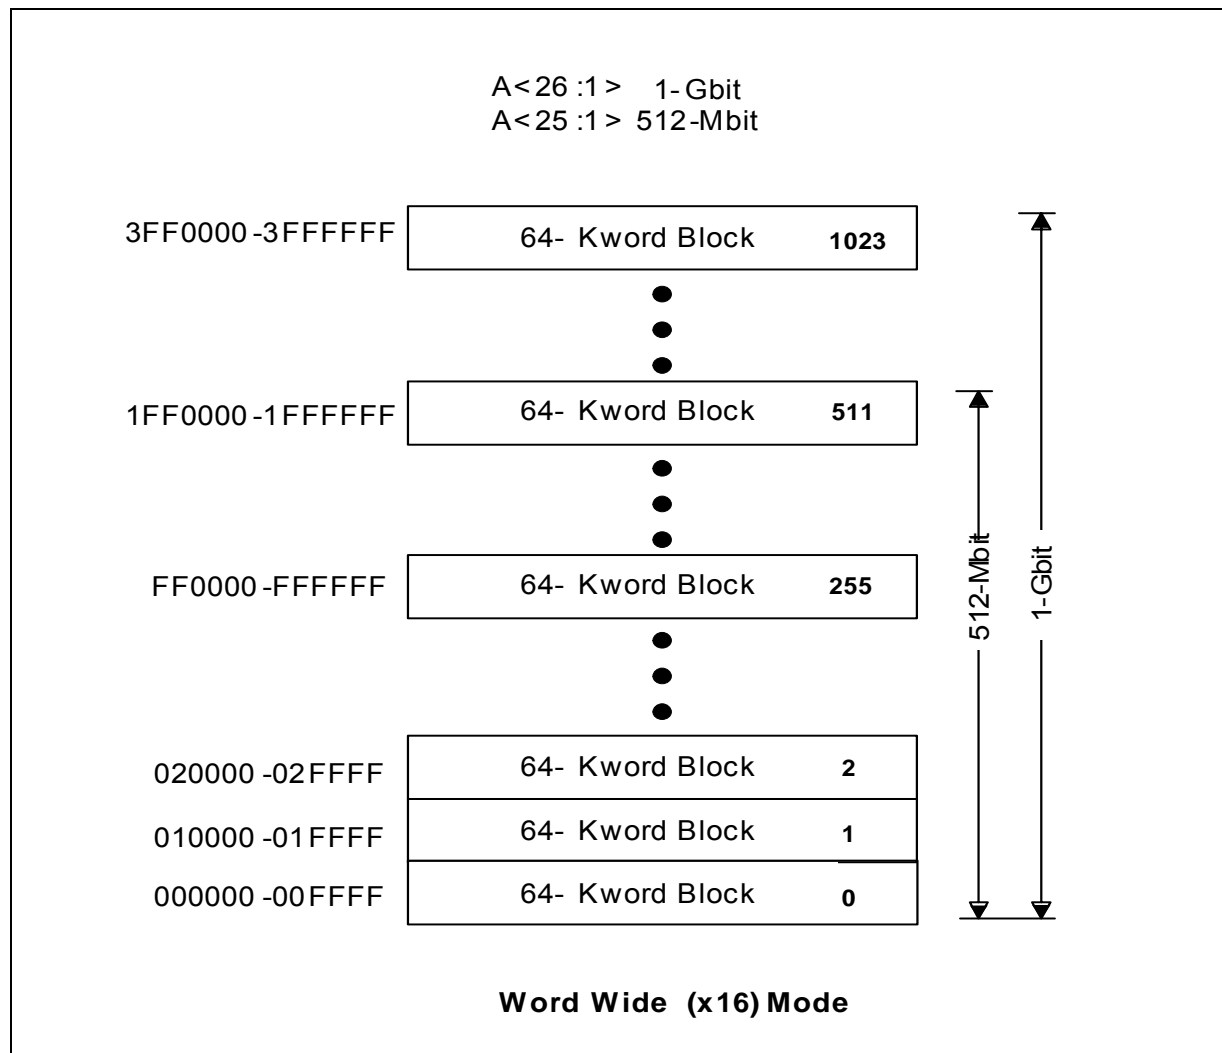 A<26:1> 1-Gbit
A<25:1> 512-Mbit
3FF0000-3FFFFFF 64- Kword Block 1023
1FF0000-1FFFFFF 64- Kword Block 511
FF0000-FFFFFF 64- Kword Block 255
512-Mbit
1-Gbit
020000-02FFFF 64- Kword Block 2
010000-01FFFF 64- Kword Block 1
000000-00FFFF 64- Kword Block 0
Word Wide (x16) Mode